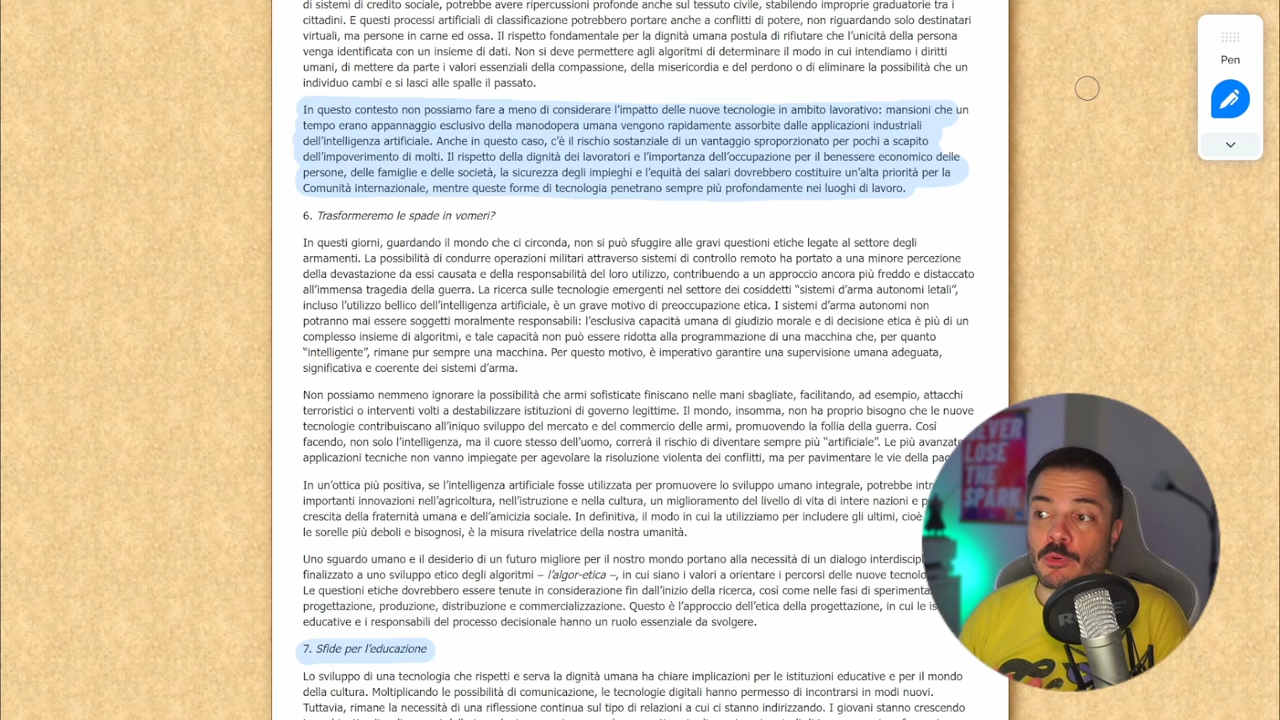 di sistemi di credito sociale, potrebbe avere ripercussioni profonde anche sul tessuto civile, stabilendo improprie graduatorie tra i
cittadini. E questi processi artificiali di classificazione potrebbero portare anche a conflitti di potere, non riguardando solo destinatari
virtuali, ma persone in carne ed ossa. Il rispetto fondamentale per la dignità umana postula di rifiutare che l’unicità della persona
venga identificata con un insieme di dati. Non si deve permettere agli algoritmi di determinare il modo in cui intendiamo i diritti
umani, di mettere da parte i valori essenziali della compassione, della misericordia e del perdono o di eliminare la possibilità che un
individuo cambi e si lasci alle spalle il passato.
In questo contesto non possiamo fare a meno di considerare l’impatto delle nuove tecnologie in ambito lavorativo: mansioni che un
tempo erano appannaggio esclusivo della manodopera umana vengono rapidamente assorbite dalle applicazioni industriali
dell’intelligenza artificiale. Anche in questo caso, c’è il rischio sostanziale di un vantaggio sproporzionato per pochi a scapito
dell’impoverimento di molti. Il rispetto della dignità dei lavoratori e l’importanza dell’occupazione per il benessere economico delle
persone, delle famiglie e delle società, la sicurezza degli impieghi e l’equità dei salari dovrebbero costituire un’alta priorità per la
Comunità internazionale, mentre queste forme di tecnologia penetrano sempre più profondamente nei luoghi di lavoro.
6. Trasformeremo le spade in vomeri?
In questi giorni, guardando il mondo che ci circonda, non si può sfuggire alle gravi questioni etiche legate al settore degli
armamenti. La possibilità di condurre operazioni militari attraverso sistemi di controllo remoto ha portato a una minore percezione
della devastazione da essi causata e della responsabilità del loro utilizzo, contribuendo a un approccio ancora più freddo e distaccato
all’immensa tragedia della guerra. La ricerca sulle tecnologie emergenti nel settore dei cosiddetti “sistemi d’arma autonomi letali”,
incluso l’utilizzo bellico dell’intelligenza artificiale, è un grave motivo di preoccupazione etica. I sistemi d’arma autonomi non
potranno mai essere soggetti moralmente responsabili: l’esclusiva capacità umana di giudizio morale e di decisione etica è più di un
complesso insieme di algoritmi, e tale capacità non può essere ridotta alla programmazione di una macchina che, per quanto
“intelligente”, rimane pur sempre una macchina. Per questo motivo, è imperativo garantire una supervisione umana adeguata,
significativa e coerente dei sistemi d’arma.
Non possiamo nemmeno ignorare la possibilità che armi sofisticate finiscano nelle mani sbagliate, facilitando, ad esempio, attacchi
terroristici o interventi volti a destabilizzare istituzioni di governo legittime. Il mondo, insomma, non ha proprio bisogno che le nuove
tecnologie contribuiscano all’iniquo sviluppo del mercato e del commercio delle armi, promuovendo la follia della guerra. Così
facendo, non solo l’intelligenza, ma il cuore stesso dell’uomo, correrà il rischio di diventare sempre più “artificiale”. Le più avanzate
applicazioni tecniche non vanno impiegate per agevolare la risoluzione violenta dei conflitti, ma per pavimentare le vie della
In un’ottica più positiva, se l’intelligenza artificiale fosse utilizzata per promuovere lo sviluppo umano integrale, potrebbe
importanti innovazioni nell’agricoltura, nell’istruzione e nella cultura, un miglioramento del livello di vita di intere nazioni e
crescita della fraternità umana e dell’amicizia sociale. In definitiva, il modo in cui la utilizziamo per includere gli ultimi, cioè
le sorelle più deboli e bisognosi, è la misura rivelatrice della nostra umanità.
Uno sguardo umano e il desiderio di un futuro migliore per il nostro mondo portano alla necessità di un dialogo
finalizzato a uno sviluppo etico degli algoritmi – l’algor-etica –, in cui siano i valori a orientare i percorsi delle nuove
Le questioni etiche dovrebbero essere tenute in considerazione fin dall’inizio della ricerca, così come nelle fasi di
progettazione, produzione, distribuzione e commercializzazione. Questo è l’approccio dell’etica della progettazione, in cui le
educative e i responsabili del processo decisionale hanno un ruolo essenziale da svolgere.
7. Sfide per l’educazione
Lo sviluppo di una tecnologia che rispetti e serva la dignità umana ha chiare implicazioni per le istituzioni educative e per il mondo
della cultura. Moltiplicando le possibilità di comunicazione, le tecnologie digitali hanno permesso di incontrarsi in modi nuovi.
Tuttavia, rimane la necessità di una riflessione continua sul tipo di relazioni a cui ci stanno indirizzando. I giovani stanno crescendo
Pen
LOSE
THE
SPARK